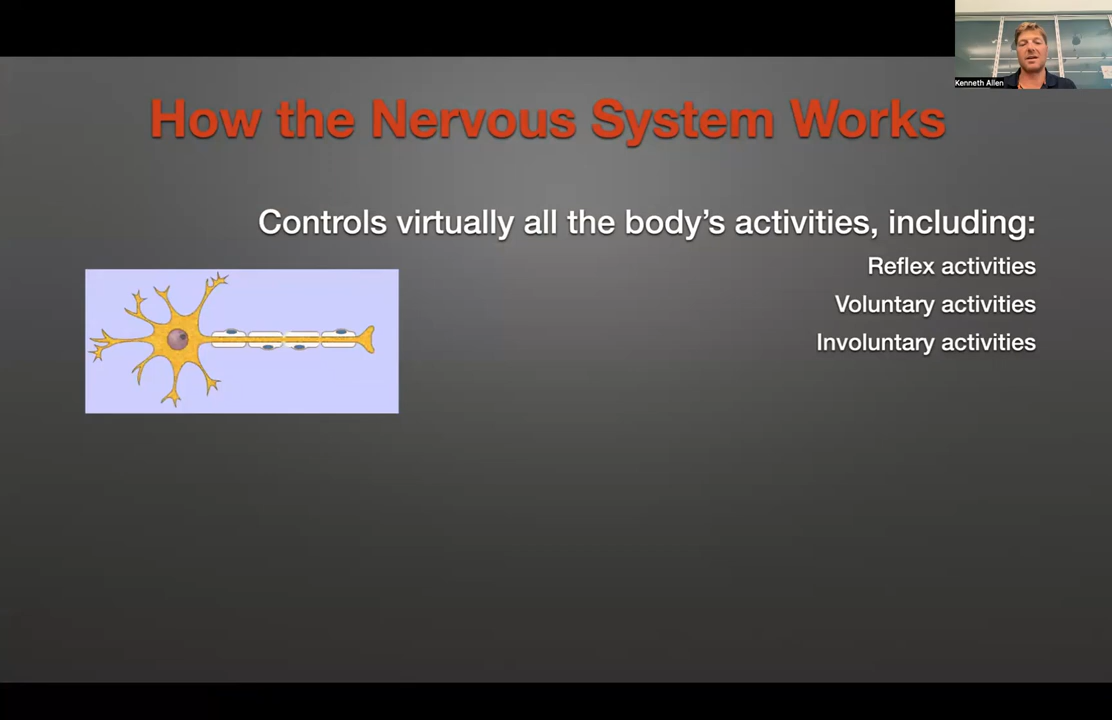 Kenneth Allen
How the Nervous System Works
Controls virtually all the body’s activities, including:
Reflex activities
Voluntary activities
Involuntary activities